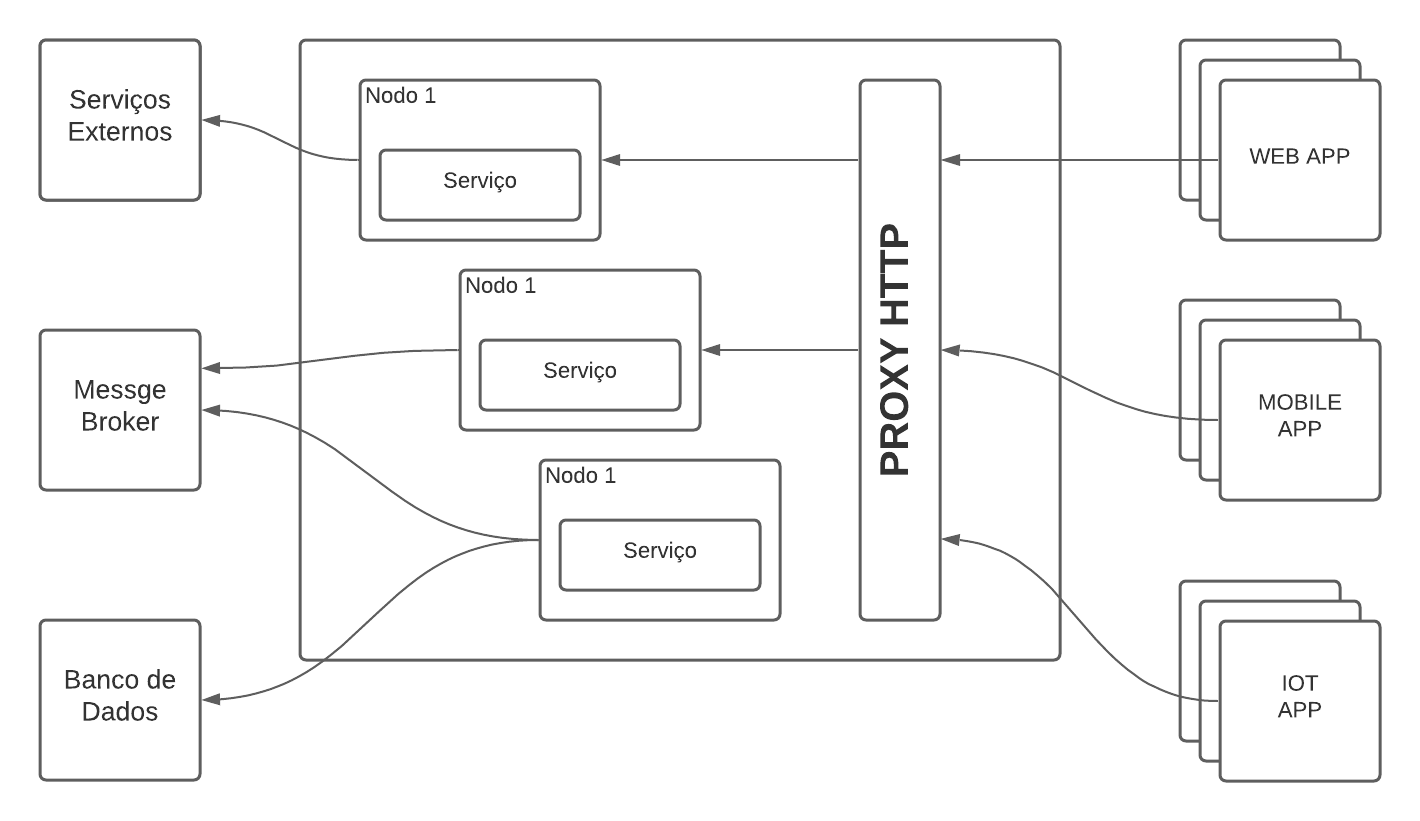 Serviços
Externos
Nodo 1
Serviço
WEB APP
Nodo 1
Serviço
Messge
Broker
PROXY HTTP
MOBILE
APP
Nodo 1
Serviço
Banco de
Dados
IOT
APP